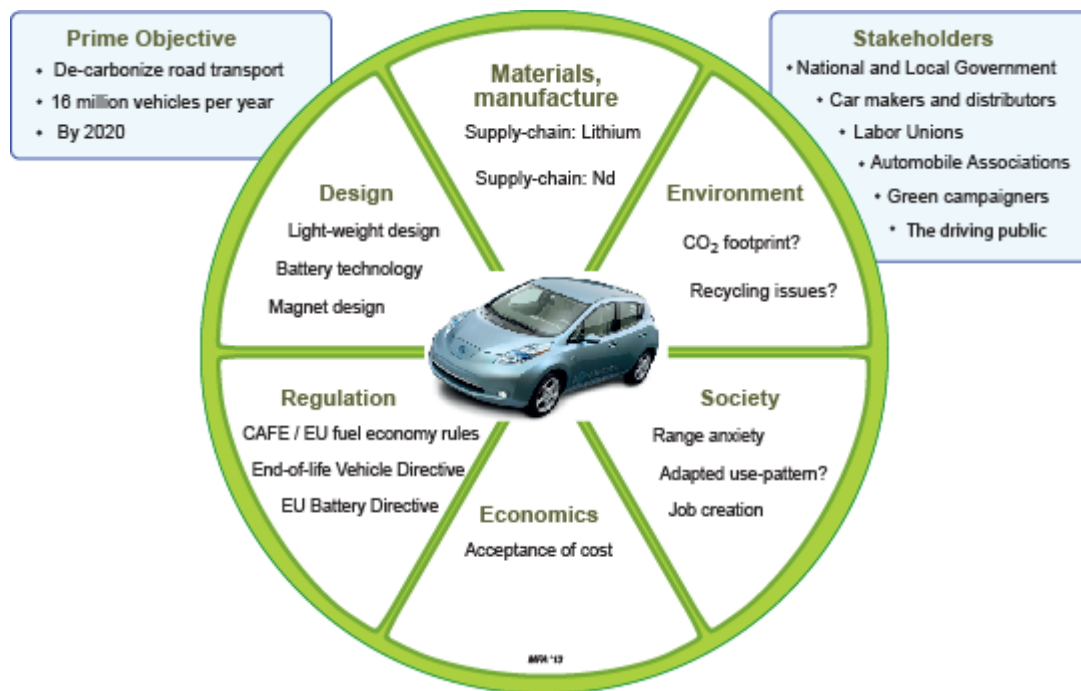 Prime Objective
• De-carbonize road transport
• 16 million vehicles per year
• By 2020
Materials,
manufacture
Supply-chain: Lithium
Supply-chain: Nd
Stakeholders
• National and Local Government
• Car makers and distributors
• Labor Unions
• Automobile Associations
• Green campaigners
• The driving public
Design
Light-weight design
Battery technology
Magnet design
Environment
CO₂ footprint?
Recycling issues?
Regulation
CAFE / EU fuel economy rules
End-of-life Vehicle Directive
EU Battery Directive
Economics
Acceptance of cost
Society
Range anxiety
Adapted use-pattern?
Job creation
MFA '13